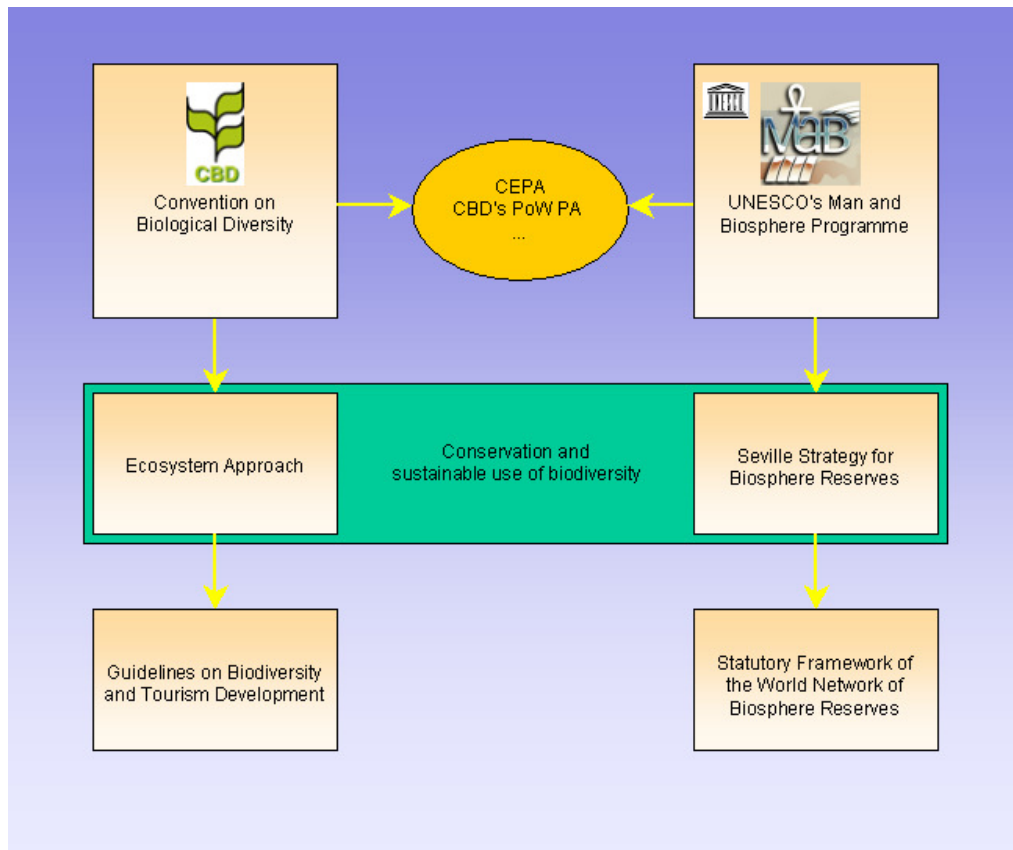 CBD
Convention on
Biological Diversity
CEPA
CBD's PoW PA
...
UNESCO
MaB
UNESCO's Man and
Biosphere Programme
Ecosystem Approach
Conservation and
sustainable use of biodiversity
Seville Strategy for
Biosphere Reserves
Guidelines on Biodiversity
and Tourism Development
Statutory Framework of
the World Network of
Biosphere Reserves